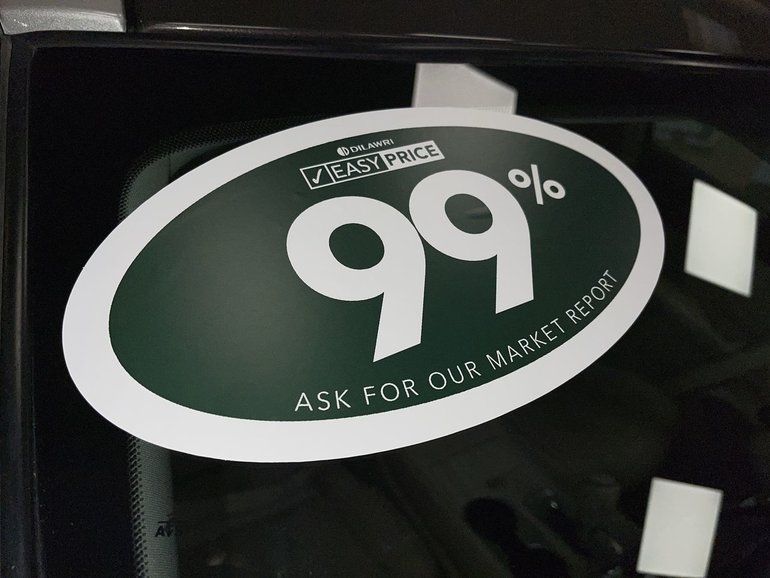 DILAWRI
✓ EASY PRICE
99%
ASK FOR OUR MARKET REPORT